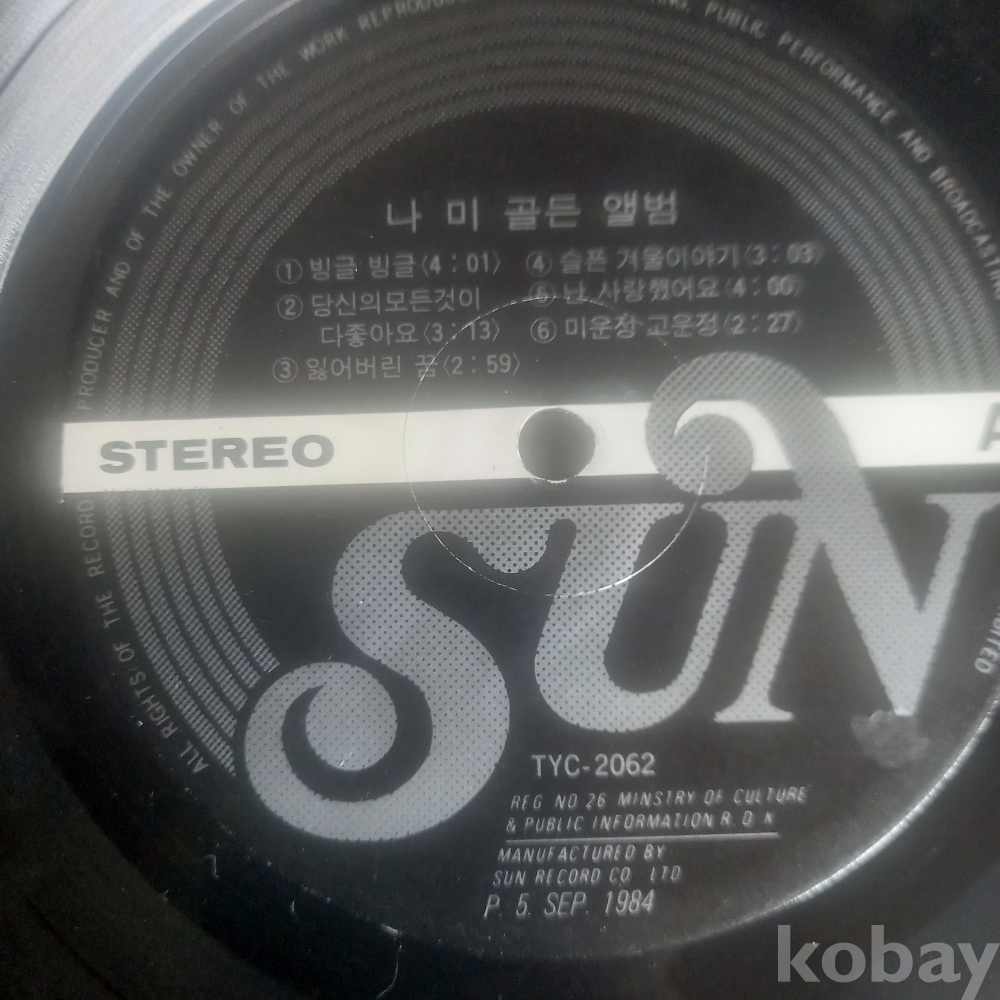 ALL RIGHTS OF THE RECORD PRODUCER AND OF THE OWNER OF THE WORK REPRODUC
PUBLIC PERFORMANCE AND BROADCASTI
나 미 골든 앨범
① 빙글 빙글〈4 : 01〉
② 당신의모든것이
다좋아요〈3 : 13〉
③ 잃어버린 꿈〈2 : 59〉
④ 슬픈 겨울이야기〈3 : 03〉
⑤ 난 사랑했어요〈4 : 00〉
⑥ 미운정 고운정〈2 : 27〉
STEREO
A
SUN
TYC-2062
REG NO 26 MINSTRY OF CULTURE
& PUBLIC INFORMATION R. O K
MANUFACTURED BY
SUN RECORD CO LTD
P. 5. SEP. 1984
kobay